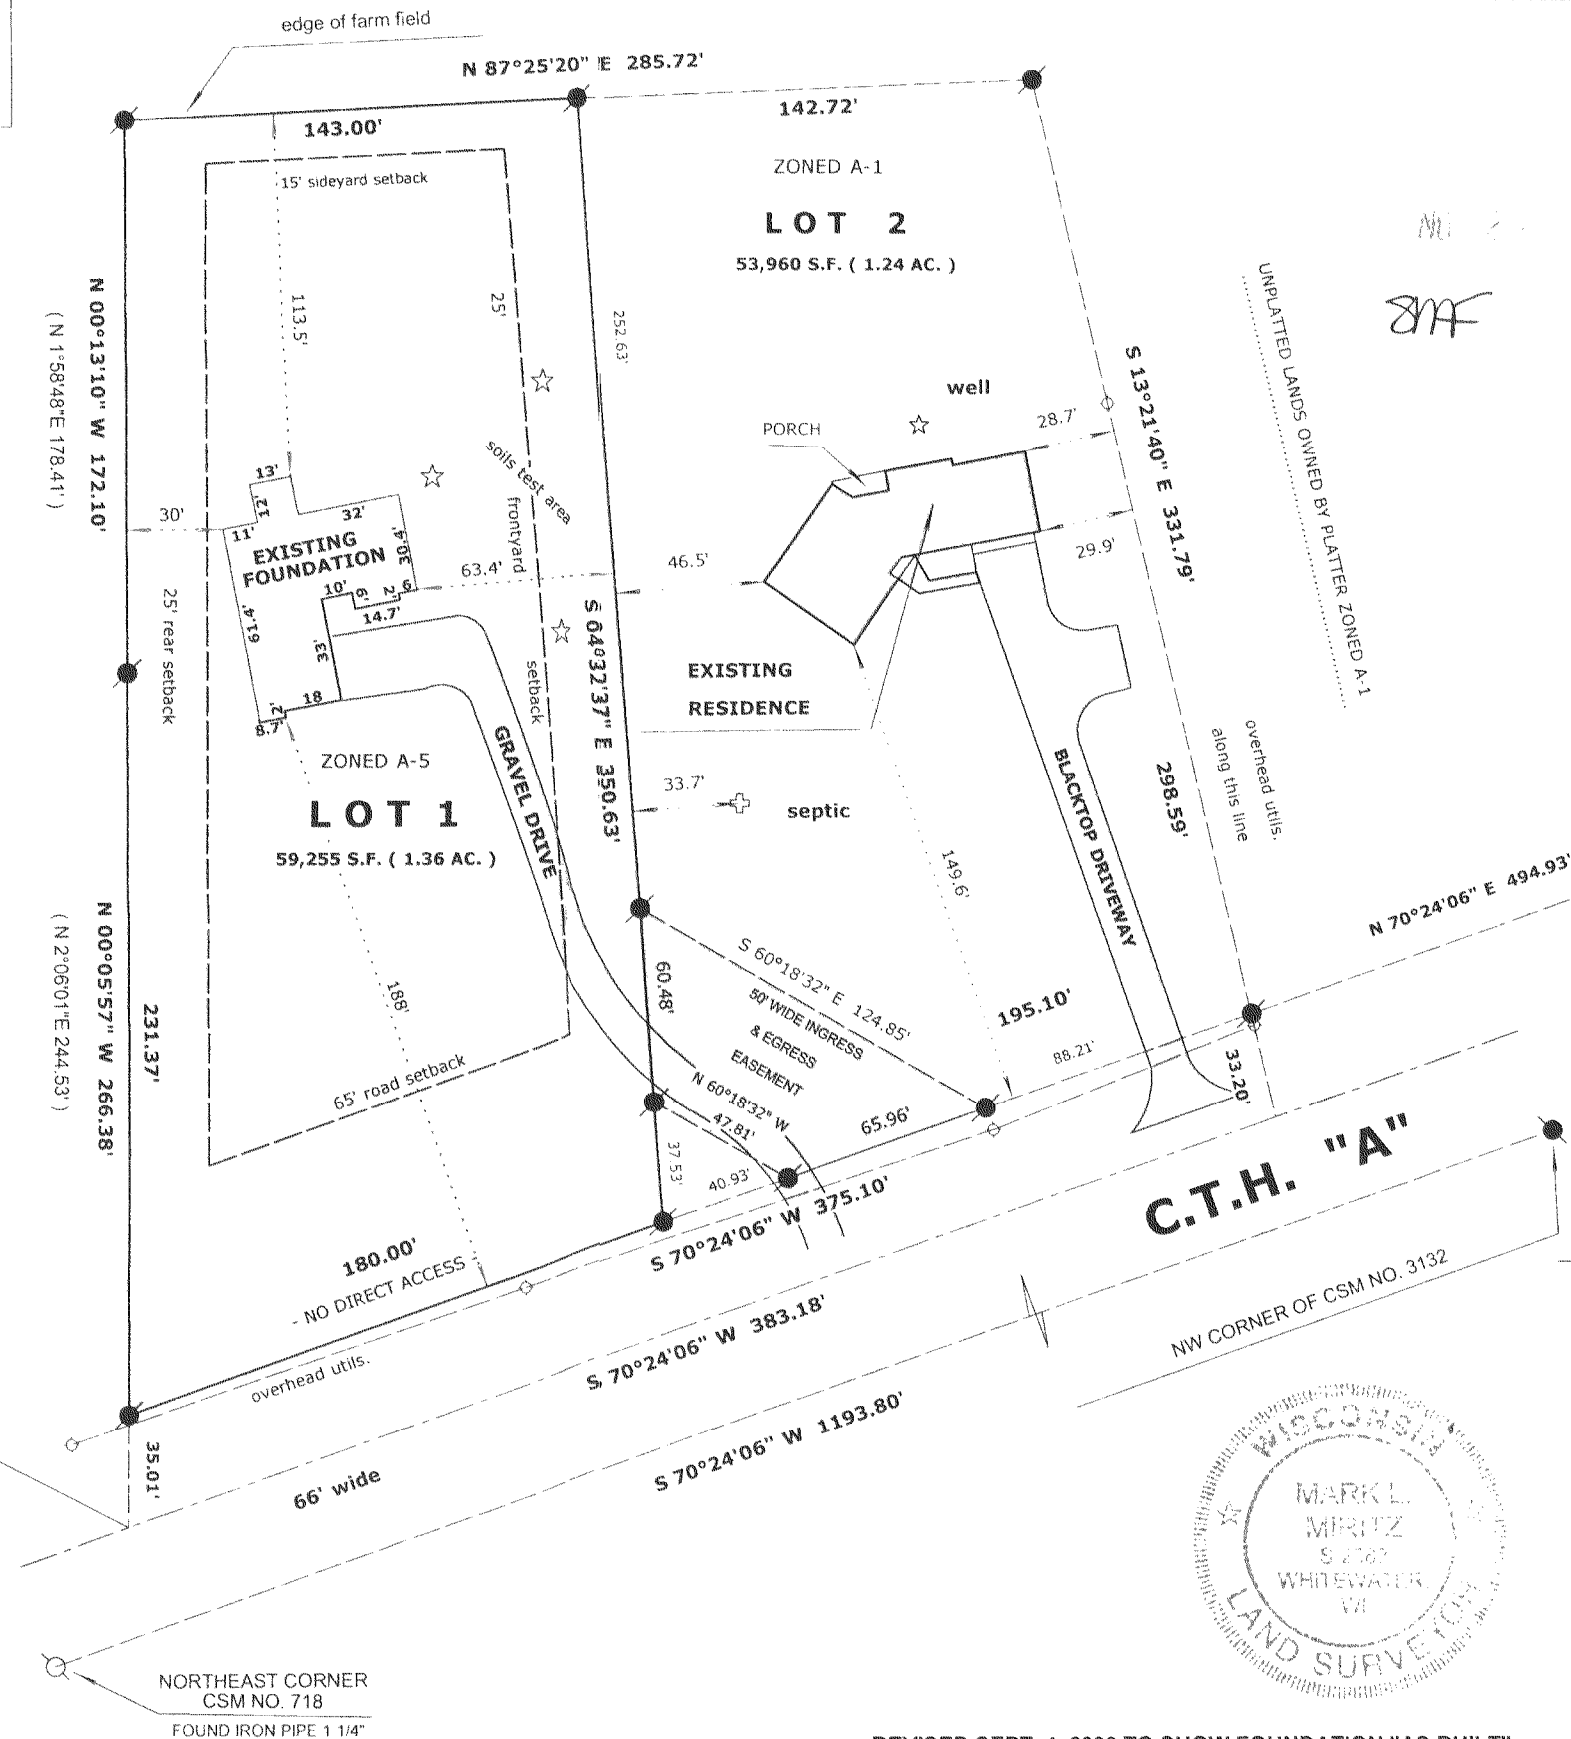 edge of farm field
N 87°25'20" E 285.72'
143.00'
142.72'
15' sideyard setback
ZONED A-1
LOT 2
53,960 S.F. ( 1.24 AC. )
N 00°13'10" W 172.10'
( N 1°58'48"E 178.41' )
113.5'
25'
252.63'
UNPLATTED LANDS OWNED BY PLATTER ZONED A-1
S 13°21'40" E 331.79'
well
PORCH
28.7'
soils test area
frontyard
setback
13'
12'
32'
30'
11'
EXISTING
FOUNDATION
30.4'
63.4'
46.5'
29.9'
10'
6'
2'
6
14.7'
61.4'
33'
25' rear setback
18
2'
8.7'
S 04°32'37" E 350.63'
EXISTING
RESIDENCE
ZONED A-5
LOT 1
59,255 S.F. ( 1.36 AC. )
GRAVEL DRIVE
33.7'
septic
BLACKTOP DRIVEWAY
298.59'
overhead utils.
along this line
149.6'
N 70°24'06" E 494.93'
N 00°05'57" W 266.38'
( N 2°06'01"E 244.53' )
231.37'
188'
60.48'
S 60°18'32" E 124.85'
50' WIDE INGRESS
& EGRESS
EASEMENT
N 60°18'32" W
47.81'
195.10'
88.21'
33.20'
65' road setback
65.96'
37.53'
40.93'
C.T.H. "A"
S 70°24'06" W 375.10'
180.00'
- NO DIRECT ACCESS -
overhead utils.
S 70°24'06" W 383.18'
NW CORNER OF CSM NO. 3132
S 70°24'06" W 1193.80'
35.01'
66' wide
WISCONSIN
MARK L.
MIRITZ
WHITEWATER,
WI
LAND SURVEYOR
NORTHEAST CORNER
CSM NO. 718
FOUND IRON PIPE 1 1/4"